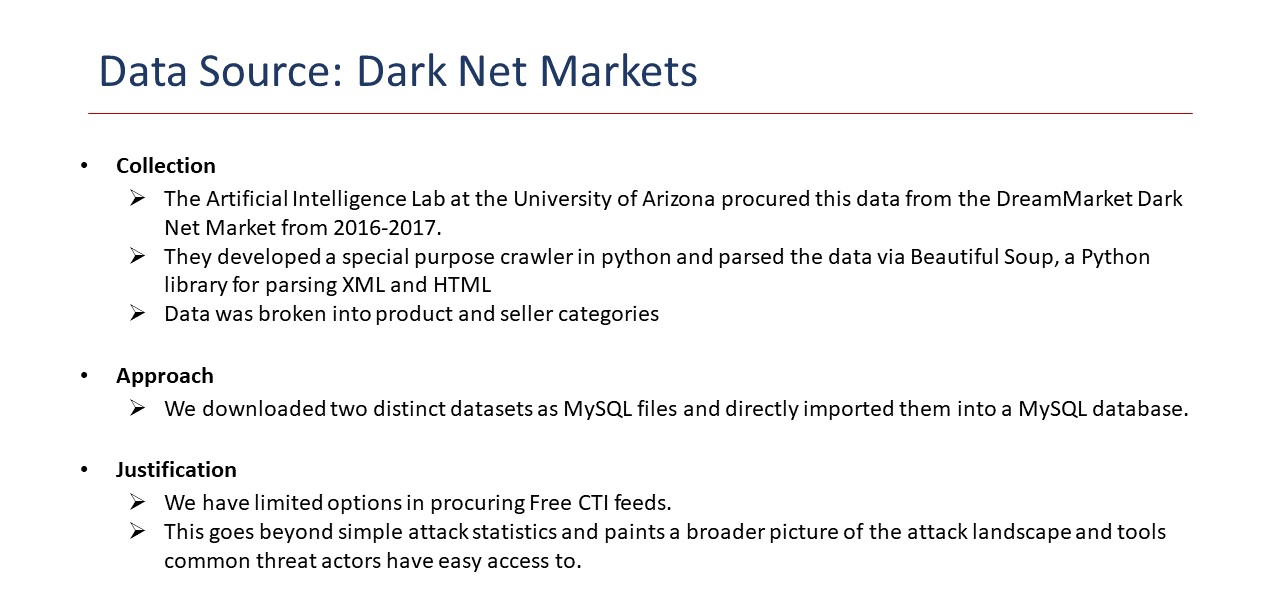 Data Source: Dark Net Markets
• Collection
➢ The Artificial Intelligence Lab at the University of Arizona procured this data from the DreamMarket Dark
Net Market from 2016-2017.
➢ They developed a special purpose crawler in python and parsed the data via Beautiful Soup, a Python
library for parsing XML and HTML
➢ Data was broken into product and seller categories
• Approach
➢ We downloaded two distinct datasets as MySQL files and directly imported them into a MySQL database.
• Justification
➢ We have limited options in procuring Free CTI feeds.
➢ This goes beyond simple attack statistics and paints a broader picture of the attack landscape and tools
common threat actors have easy access to.